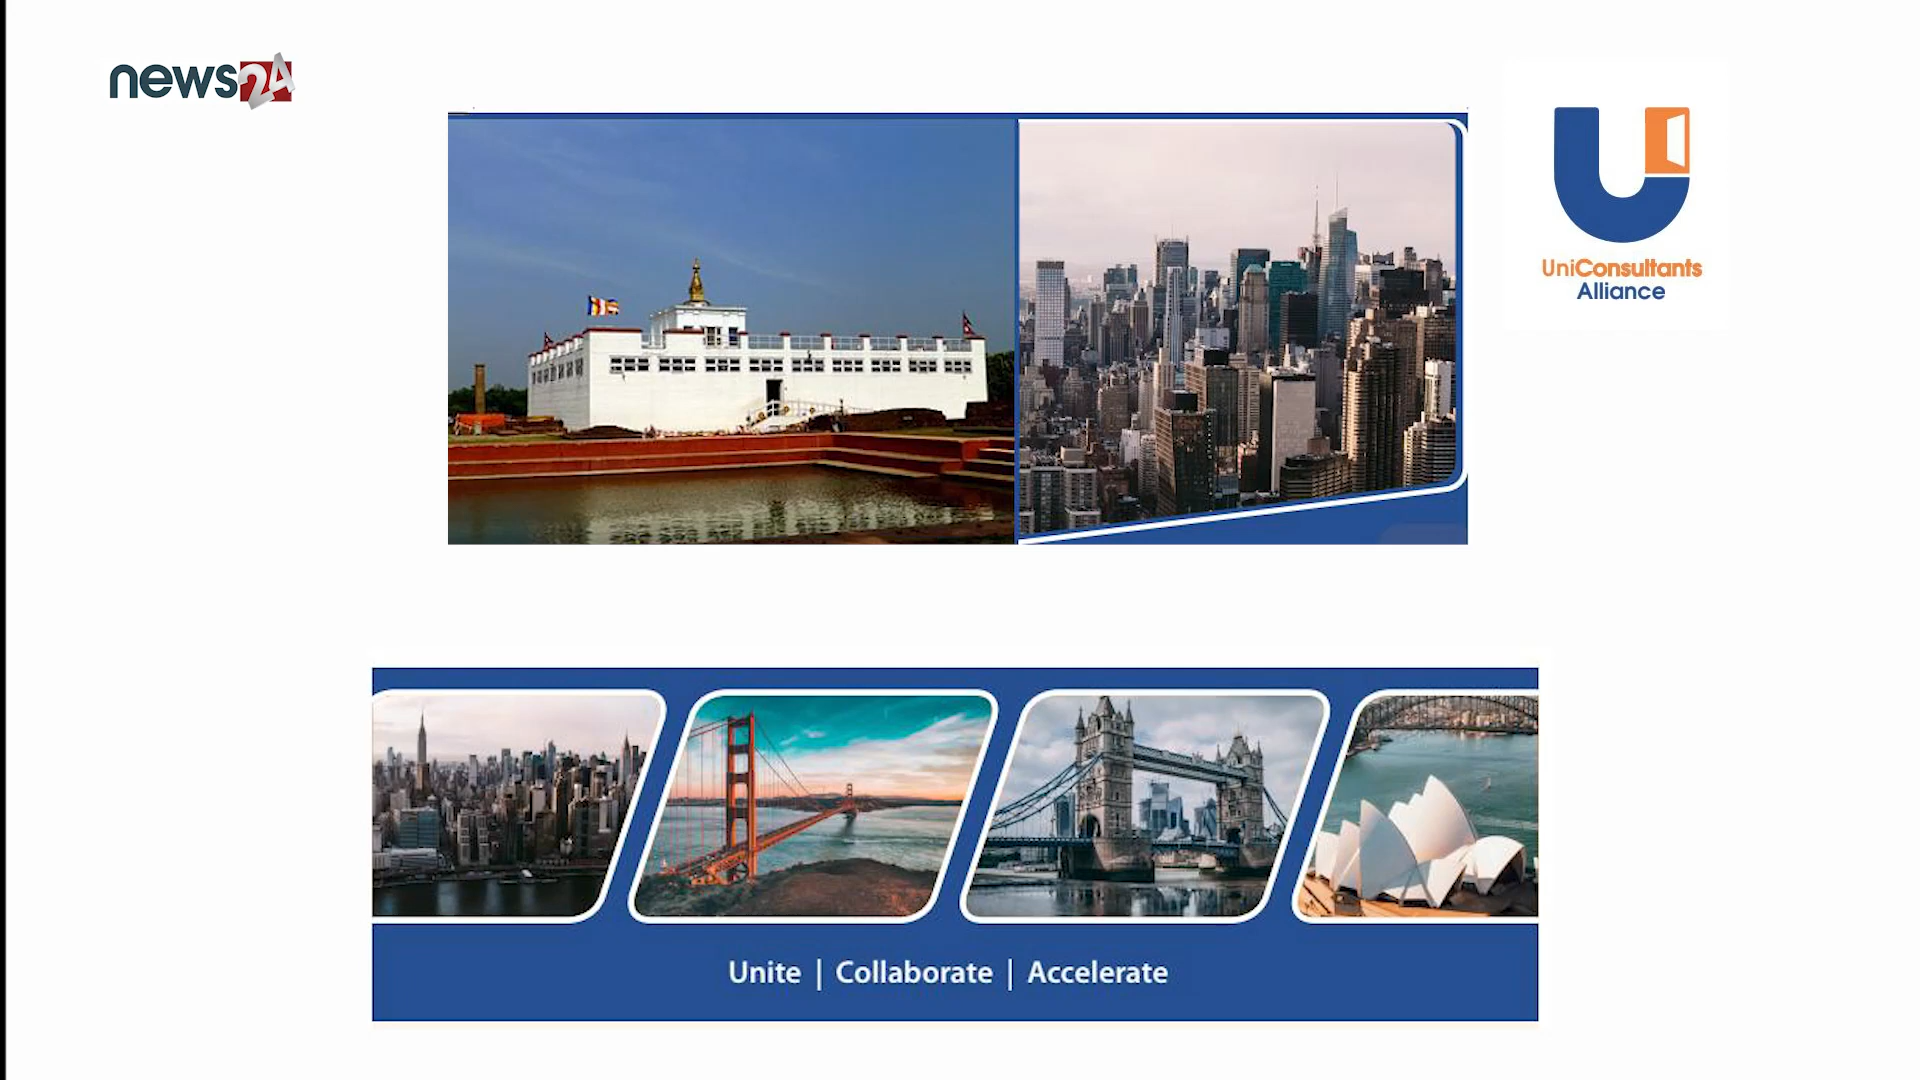 news24
UniConsultants
Alliance
Unite | Collaborate | Accelerate